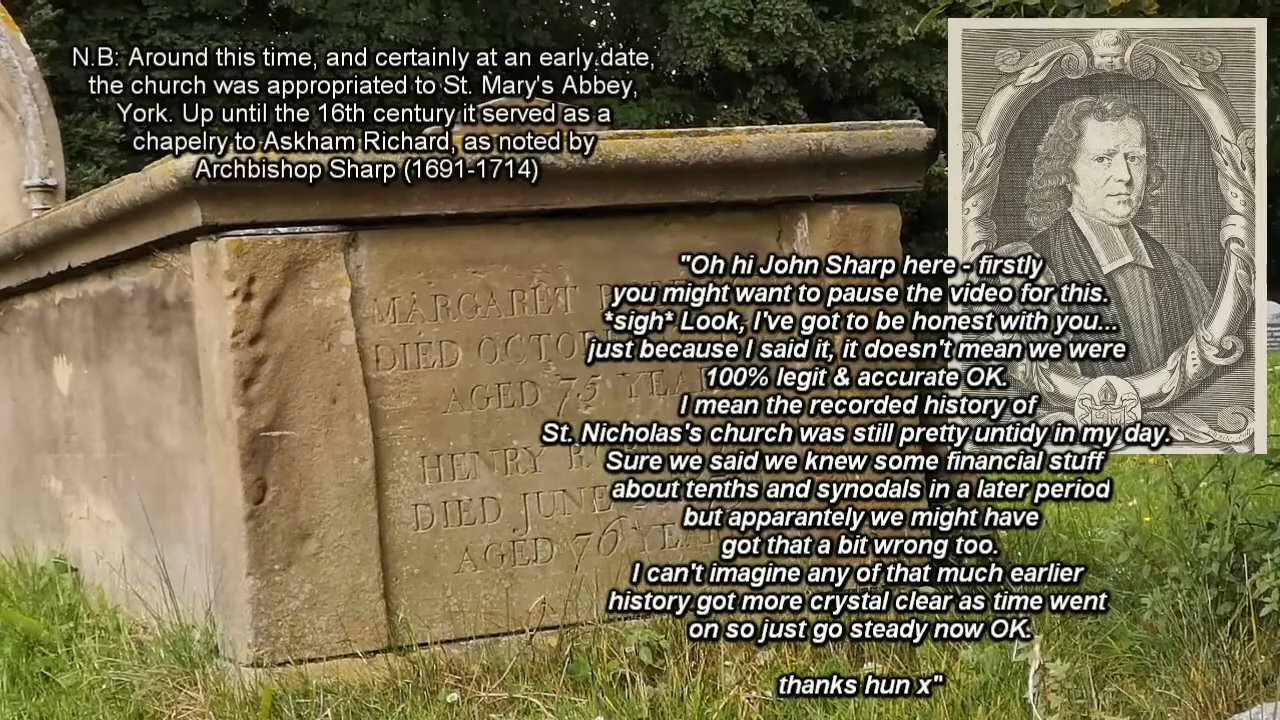 N.B: Around this time, and certainly at an early date,
the church was appropriated to St. Mary's Abbey,
York. Up until the 16th century it served as a
chapelry to Askham Richard, as noted by
Archbishop Sharp (1691-1714)
"Oh hi John Sharp here - firstly
you might want to pause the video for this.
*sigh* Look, I've got to be honest with you...
just because I said it, it doesn't mean we were
100% legit & accurate OK.
I mean the recorded history of
St. Nicholas's church was still pretty untidy in my day.
Sure we said we knew some financial stuff
about tenths and synodals in a later period
but apparantely we might have
got that a bit wrong too.
I can't imagine any of that much earlier
history got more crystal clear as time went
on so just go steady now OK.
thanks hun x"
MARGARET
DIED
AGED 75
HENRY
DIED JUNE
AGED 76